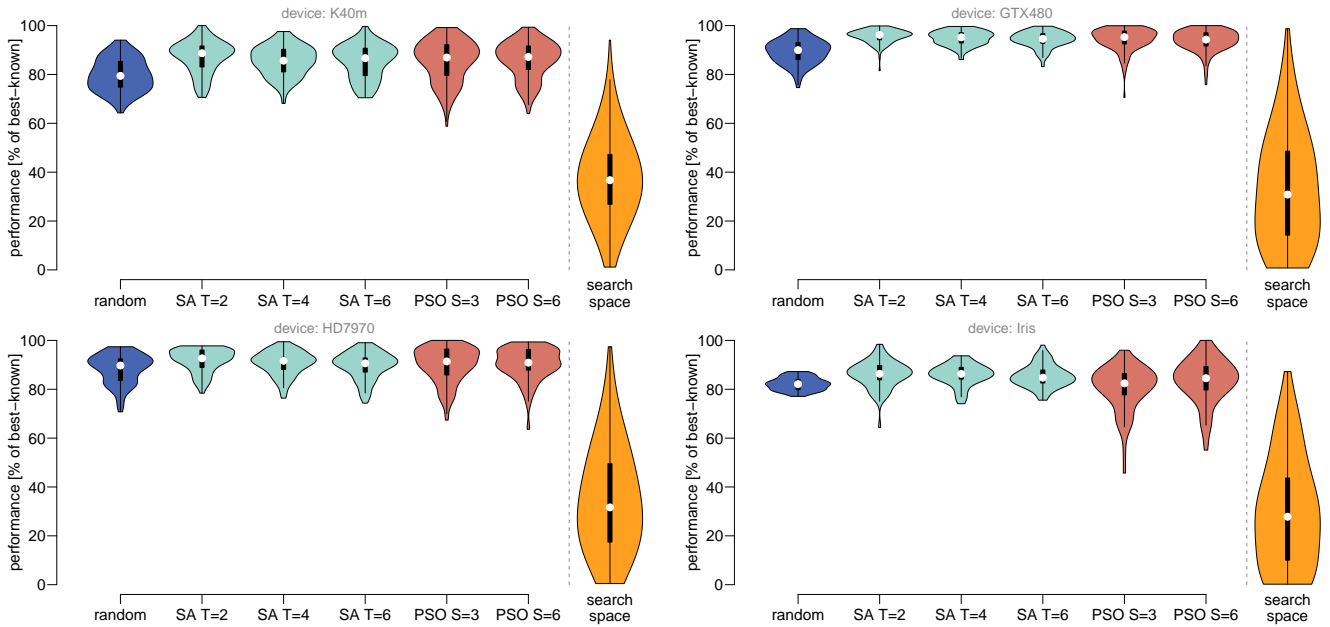 device: K40m
performance [% of best−known]
100
80
60
40
20
0
random SA T=2 SA T=4 SA T=6 PSO S=3 PSO S=6 search
space
device: GTX480
performance [% of best−known]
100
80
60
40
20
0
random SA T=2 SA T=4 SA T=6 PSO S=3 PSO S=6 search
space
device: HD7970
performance [% of best−known]
100
80
60
40
20
0
random SA T=2 SA T=4 SA T=6 PSO S=3 PSO S=6 search
space
device: Iris
performance [% of best−known]
100
80
60
40
20
0
random SA T=2 SA T=4 SA T=6 PSO S=3 PSO S=6 search
space